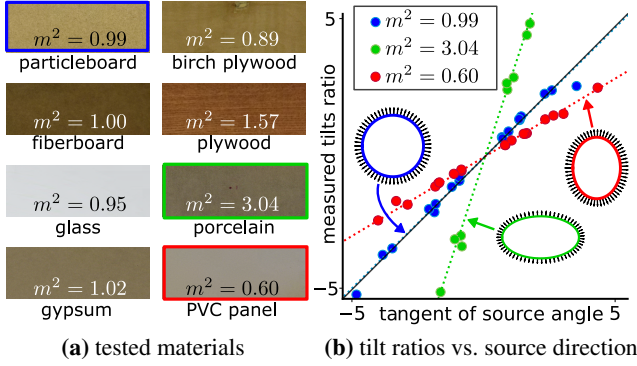 m² = 0.99
particleboard
m² = 0.89
birch plywood
m² = 1.00
fiberboard
m² = 1.57
plywood
m² = 0.95
glass
m² = 3.04
porcelain
m² = 1.02
gypsum
m² = 0.60
PVC panel
(a) tested materials
5
measured tilts ratio
−5
m² = 0.99
m² = 3.04
m² = 0.60
−5 tangent of source angle 5
(b) tilt ratios vs. source direction